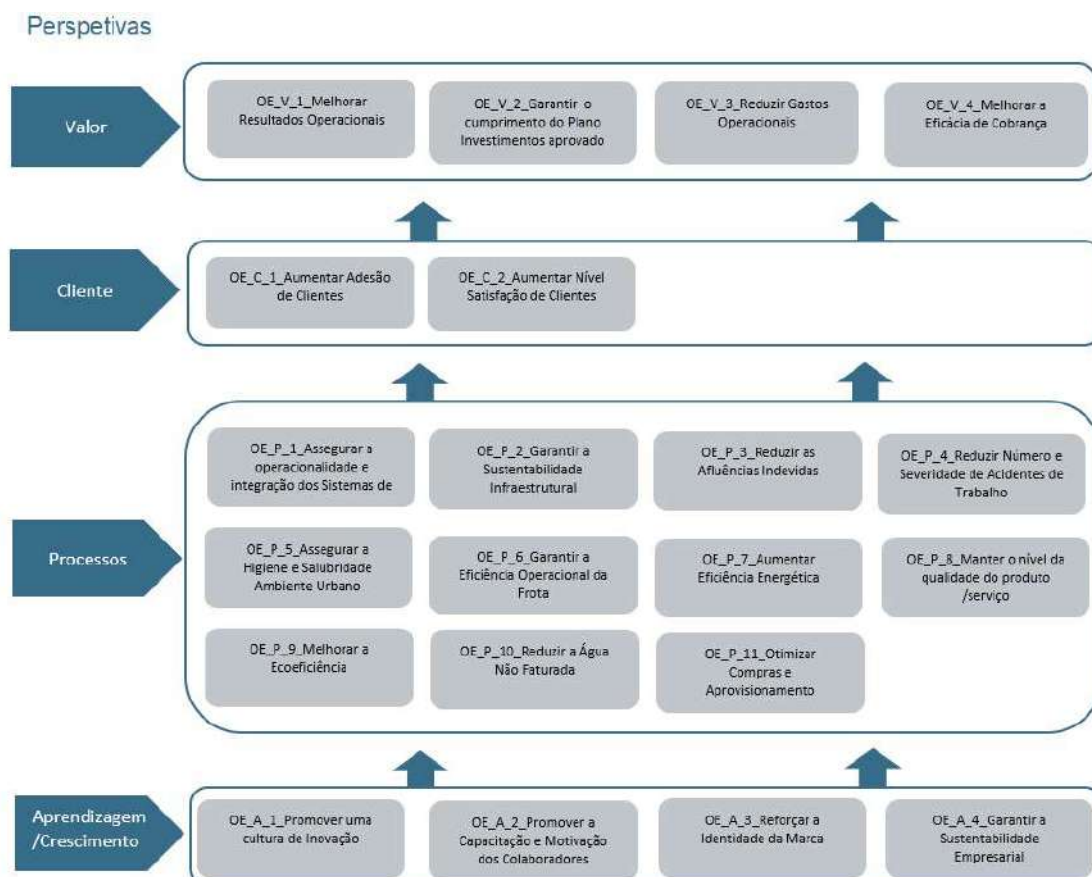 Perspetivas
Valor
OE_V_1_Melhorar
Resultados Operacionais
OE_V_2_Garantir o
cumprimento do Plano
Investimentos aprovado
OE_V_3_Reduzir Gastos
Operacionais
OE_V_4_Melhorar a
Eficácia de Cobrança
Cliente
OE_C_1_Aumentar Adesão
de Clientes
OE_C_2_Aumentar Nível
Satisfação de Clientes
Processos
OE_P_1_Assegurar a
operacionalidade e
integração dos Sistemas de
OE_P_2_Garantir a
Sustentabilidade
Infraestrutural
OE_P_3_Reduzir as
Afluências Indevidas
OE_P_4_Reduzir Número e
Severidade de Acidentes de
Trabalho
OE_P_5_Assegurar a
Higiene e Salubridade
Ambiente Urbano
OE_P_6_Garantir a
Eficiência Operacional da
Frota
OE_P_7_Aumentar
Eficiência Energética
OE_P_8_Manter o nível da
qualidade do produto
/serviço
OE_P_9_Melhorar a
Ecoeficiência
OE_P_10_Reduzir a Água
Não Faturada
OE_P_11_Otimizar
Compras e
Aprovisionamento
Aprendizagem
/Crescimento
OE_A_1_Promover uma
cultura de Inovação
OE_A_2_Promover a
Capacitação e Motivação
dos Colaboradores
OE_A_3_Reforçar a
Identidade da Marca
OE_A_4_Garantir a
Sustentabilidade
Empresarial